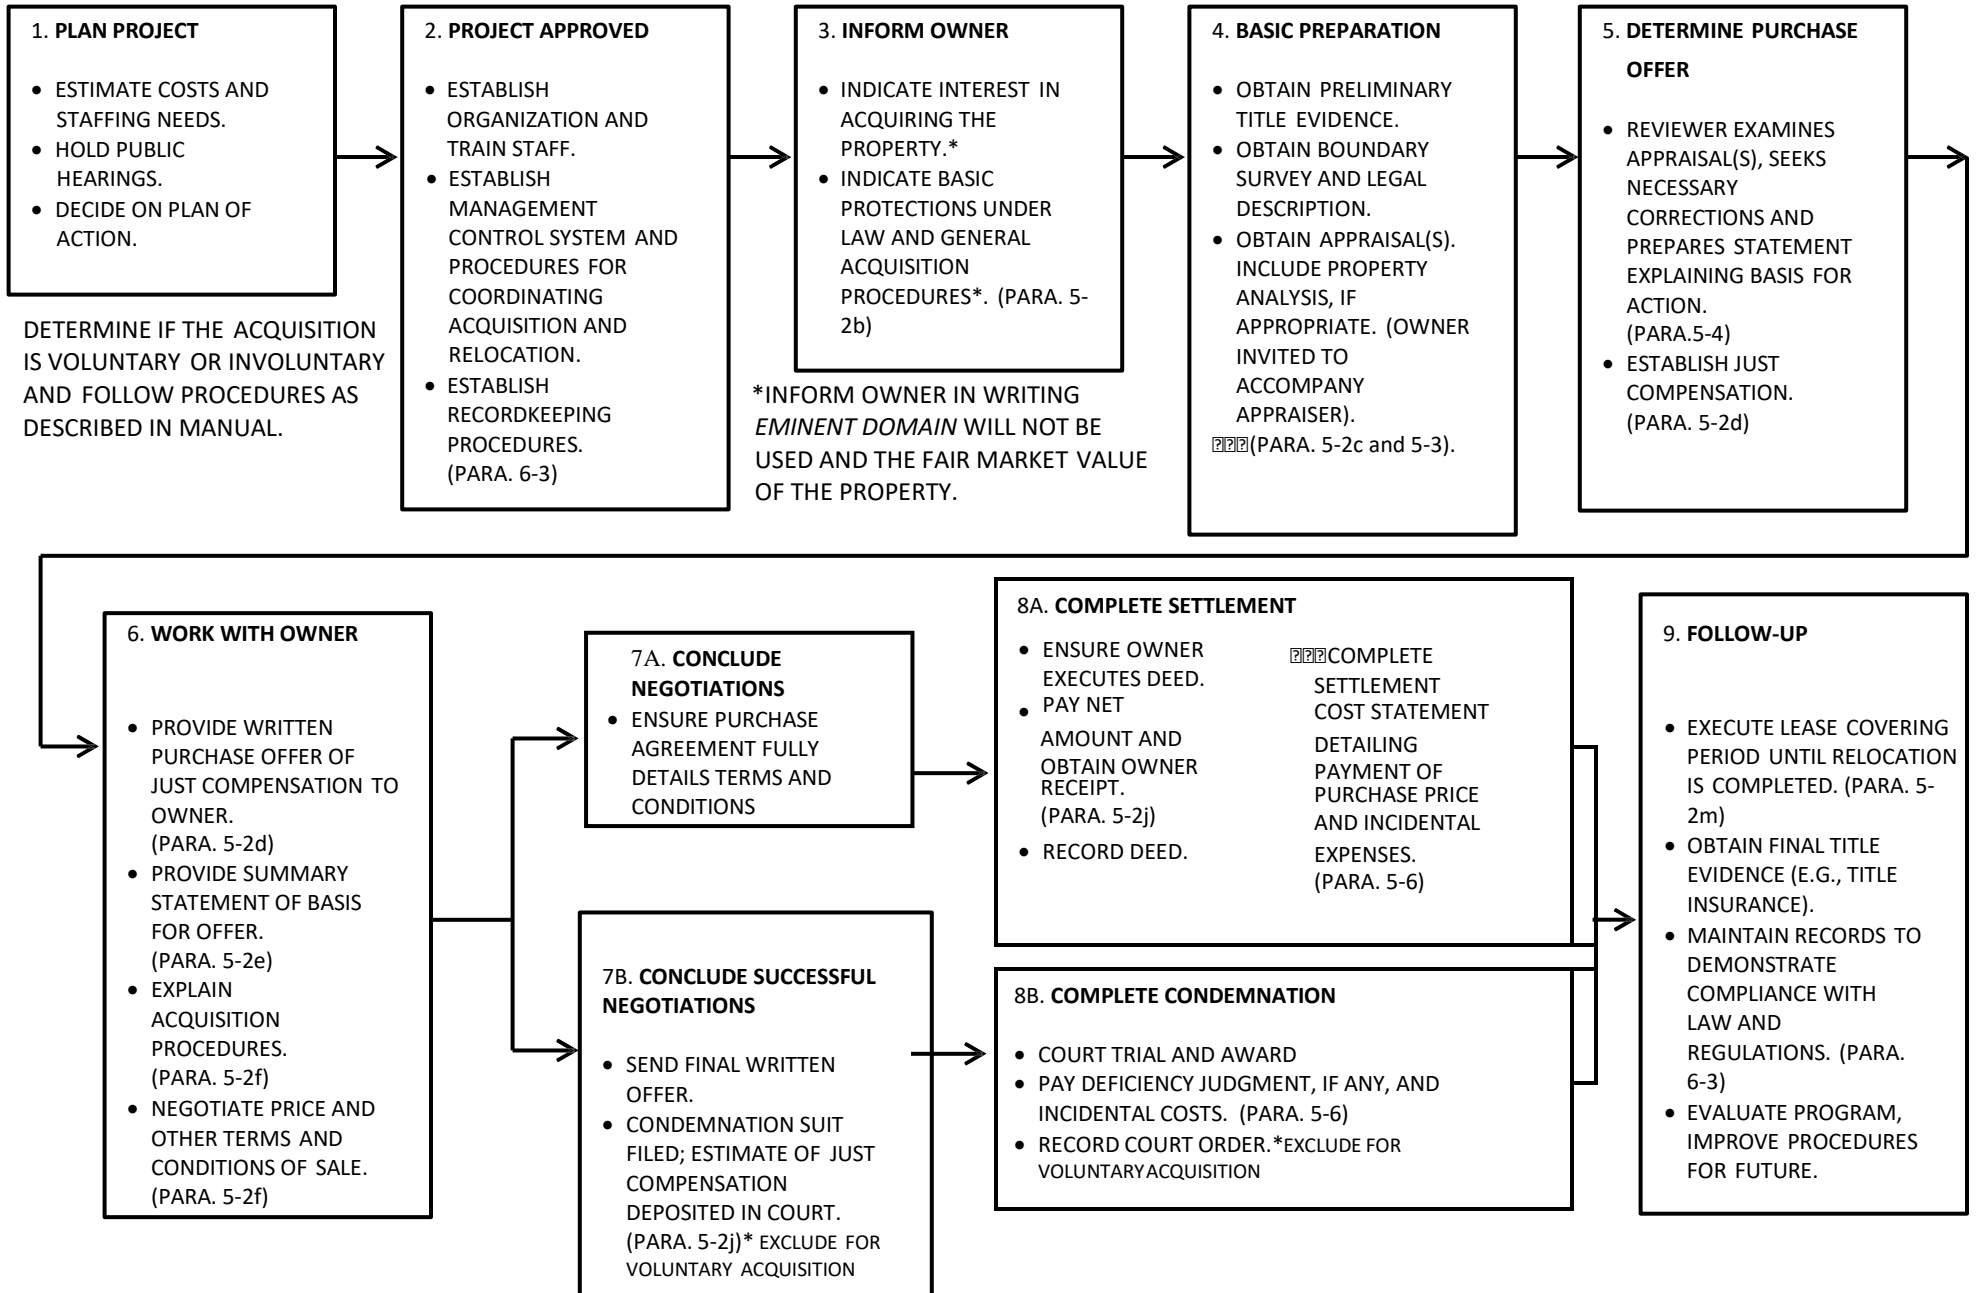 1. PLAN PROJECT
• ESTIMATE COSTS AND
STAFFING NEEDS.
• HOLD PUBLIC
HEARINGS.
• DECIDE ON PLAN OF
ACTION.
DETERMINE IF THE ACQUISITION
IS VOLUNTARY OR INVOLUNTARY
AND FOLLOW PROCEDURES AS
DESCRIBED IN MANUAL.
2. PROJECT APPROVED
• ESTABLISH
ORGANIZATION AND
TRAIN STAFF.
• ESTABLISH
MANAGEMENT
CONTROL SYSTEM AND
PROCEDURES FOR
COORDINATING
ACQUISITION AND
RELOCATION.
• ESTABLISH
RECORDKEEPING
PROCEDURES.
(PARA. 6-3)
3. INFORM OWNER
• INDICATE INTEREST IN
ACQUIRING THE
PROPERTY.*
• INDICATE BASIC
PROTECTIONS UNDER
LAW AND GENERAL
ACQUISITION
PROCEDURES*. (PARA. 5-
2b)
*INFORM OWNER IN WRITING
EMINENT DOMAIN WILL NOT BE
USED AND THE FAIR MARKET VALUE
OF THE PROPERTY.
4. BASIC PREPARATION
• OBTAIN PRELIMINARY
TITLE EVIDENCE.
• OBTAIN BOUNDARY
SURVEY AND LEGAL
DESCRIPTION.
• OBTAIN APPRAISAL(S).
INCLUDE PROPERTY
ANALYSIS, IF
APPROPRIATE. (OWNER
INVITED TO
ACCOMPANY
APPRAISER).
(PARA. 5-2c and 5-3).
5. DETERMINE PURCHASE
OFFER
• REVIEWER EXAMINES
APPRAISAL(S), SEEKS
NECESSARY
CORRECTIONS AND
PREPARES STATEMENT
EXPLAINING BASIS FOR
ACTION.
(PARA.5-4)
• ESTABLISH JUST
COMPENSATION.
(PARA. 5-2d)
6. WORK WITH OWNER
• PROVIDE WRITTEN
PURCHASE OFFER OF
JUST COMPENSATION TO
OWNER.
(PARA. 5-2d)
• PROVIDE SUMMARY
STATEMENT OF BASIS
FOR OFFER.
(PARA. 5-2e)
• EXPLAIN
ACQUISITION
PROCEDURES.
(PARA. 5-2f)
• NEGOTIATE PRICE AND
OTHER TERMS AND
CONDITIONS OF SALE.
(PARA. 5-2f)
7A. CONCLUDE
NEGOTIATIONS
• ENSURE PURCHASE
AGREEMENT FULLY
DETAILS TERMS AND
CONDITIONS
7B. CONCLUDE SUCCESSFUL
NEGOTIATIONS
• SEND FINAL WRITTEN
OFFER.
• CONDEMNATION SUIT
FILED; ESTIMATE OF JUST
COMPENSATION
DEPOSITED IN COURT.
(PARA. 5-2j)* EXCLUDE FOR
VOLUNTARY ACQUISITION
8A. COMPLETE SETTLEMENT
• ENSURE OWNER
EXECUTES DEED.
• PAY NET
AMOUNT AND
OBTAIN OWNER
RECEIPT.
(PARA. 5-2j)
• RECORD DEED.
COMPLETE
SETTLEMENT
COST STATEMENT
DETAILING
PAYMENT OF
PURCHASE PRICE
AND INCIDENTAL
EXPENSES.
(PARA. 5-6)
8B. COMPLETE CONDEMNATION
• COURT TRIAL AND AWARD
• PAY DEFICIENCY JUDGMENT, IF ANY, AND
INCIDENTAL COSTS. (PARA. 5-6)
• RECORD COURT ORDER.*EXCLUDE FOR
VOLUNTARYACQUISITION
9. FOLLOW-UP
• EXECUTE LEASE COVERING
PERIOD UNTIL RELOCATION
IS COMPLETED. (PARA. 5-
2m)
• OBTAIN FINAL TITLE
EVIDENCE (E.G., TITLE
INSURANCE).
• MAINTAIN RECORDS TO
DEMONSTRATE
COMPLIANCE WITH
LAW AND
REGULATIONS. (PARA.
6-3)
• EVALUATE PROGRAM,
IMPROVE PROCEDURES
FOR FUTURE.